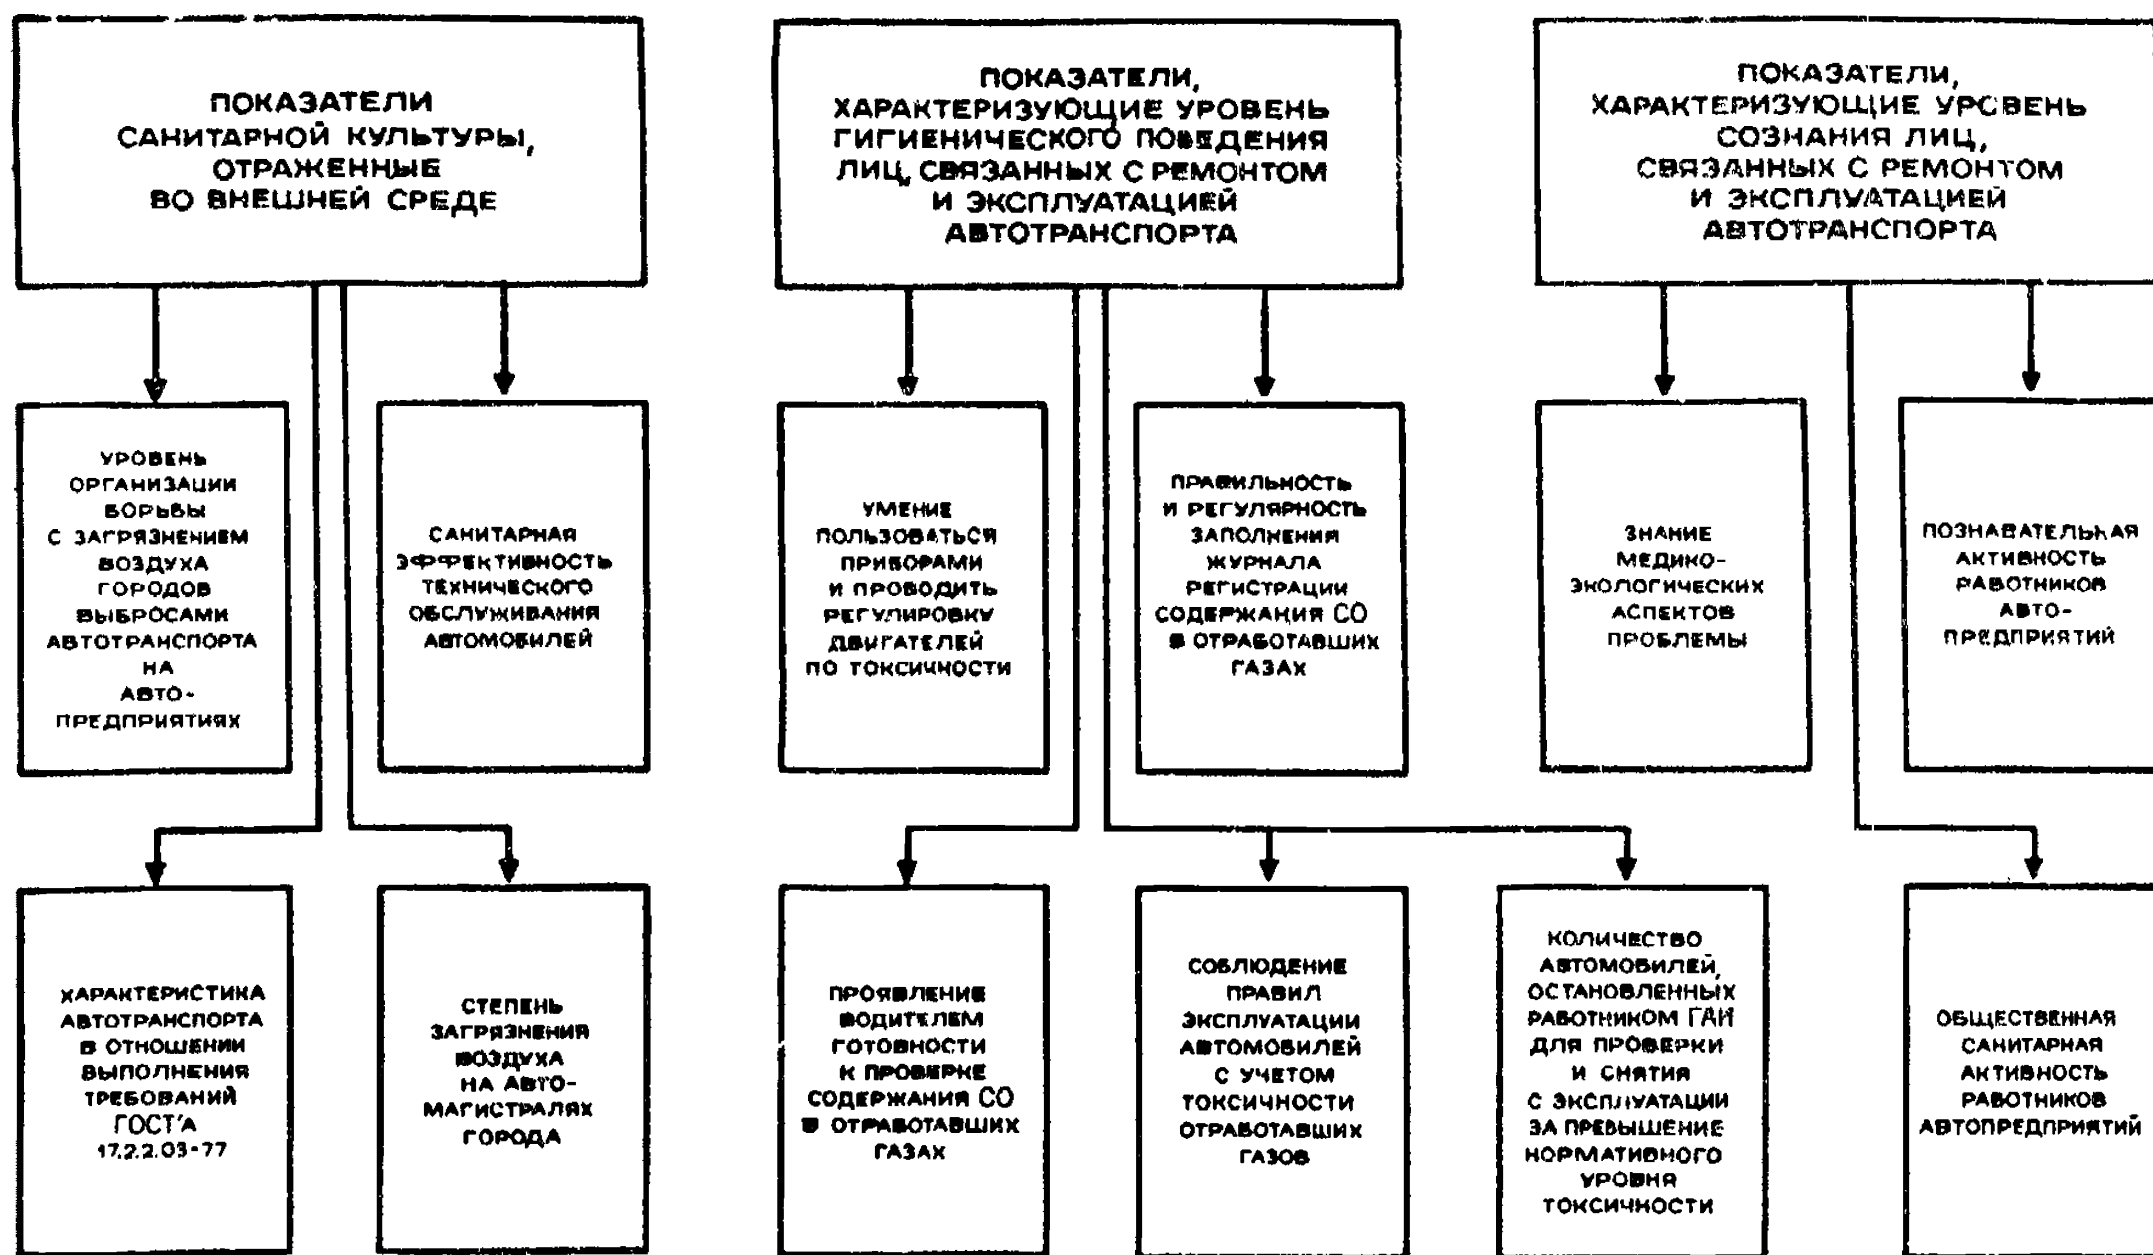 ПОКАЗАТЕЛИ
САНИТАРНОЙ КУЛЬТУРЫ,
ОТРАЖЕННЫЕ
ВО ВНЕШНЕЙ СРЕДЕ
ПОКАЗАТЕЛИ,
ХАРАКТЕРИЗУЮЩИЕ УРОВЕНЬ
ГИГИЕНИЧЕСКОГО ПОВЕДЕНИЯ
ЛИЦ, СВЯЗАННЫХ С РЕМОНТОМ
И ЭКСПЛУАТАЦИЕЙ
АВТОТРАНСПОРТА
ПОКАЗАТЕЛИ,
ХАРАКТЕРИЗУЮЩИЕ УРОВЕНЬ
СОЗНАНИЯ ЛИЦ,
СВЯЗАННЫХ С РЕМОНТОМ
И ЭКСПЛУАТАЦИЕЙ
АВТОТРАНСПОРТА
УРОВЕНЬ
ОРГАНИЗАЦИИ
БОРЬБЫ
С ЗАГРЯЗНЕНИЕМ
ВОЗДУХА
ГОРОДОВ
ВЫБРОСАМИ
АВТОТРАНСПОРТА
НА
АВТО-
ПРЕДПРИЯТИЯХ
САНИТАРНАЯ
ЭФФЕКТИВНОСТЬ
ТЕХНИЧЕСКОГО
ОБСЛУЖИВАНИЯ
АВТОМОБИЛЕЙ
УМЕНИЕ
ПОЛЬЗОВАТЬСЯ
ПРИБОРАМИ
И ПРОВОДИТЬ
РЕГУЛИРОВКУ
ДВИГАТЕЛЕЙ
ПО ТОКСИЧНОСТИ
ПРАВИЛЬНОСТЬ
И РЕГУЛЯРНОСТЬ
ЗАПОЛНЕНИЯ
ЖУРНАЛА
РЕГИСТРАЦИИ
СОДЕРЖАНИЯ СО
В ОТРАБОТАВШИХ
ГАЗАХ
ЗНАНИЕ
МЕДИКО-
ЭКОЛОГИЧЕСКИХ
АСПЕКТОВ
ПРОБЛЕМЫ
ПОЗНАВАТЕЛЬНАЯ
АКТИВНОСТЬ
РАБОТНИКОВ
АВТО-
ПРЕДПРИЯТИЙ
ХАРАКТЕРИСТИКА
АВТОТРАНСПОРТА
В ОТНОШЕНИИ
ВЫПОЛНЕНИЯ
ТРЕБОВАНИЙ
ГОСТ'А
17.2.2.03-77
СТЕПЕНЬ
ЗАГРЯЗНЕНИЯ
ВОЗДУХА
НА АВТО-
МАГИСТРАЛЯХ
ГОРОДА
ПРОЯВЛЕНИЕ
ВОДИТЕЛЕМ
ГОТОВНОСТИ
К ПРОВЕРКЕ
СОДЕРЖАНИЯ СО
В ОТРАБОТАВШИХ
ГАЗАХ
СОБЛЮДЕНИЕ
ПРАВИЛ
ЭКСПЛУАТАЦИИ
АВТОМОБИЛЕЙ
С УЧЕТОМ
ТОКСИЧНОСТИ
ОТРАБОТАВШИХ
ГАЗОВ
КОЛИЧЕСТВО
АВТОМОБИЛЕЙ,
ОСТАНОВЛЕННЫХ
РАБОТНИКОМ ГАИ
ДЛЯ ПРОВЕРКИ
И СНЯТИЯ
С ЭКСПЛУАТАЦИИ
ЗА ПРЕВЫШЕНИЕ
НОРМАТИВНОГО
УРОВНЯ
ТОКСИЧНОСТИ
ОБЩЕСТВЕННАЯ
САНИТАРНАЯ
АКТИВНОСТЬ
РАБОТНИКОВ
АВТОПРЕДПРИЯТИЙ